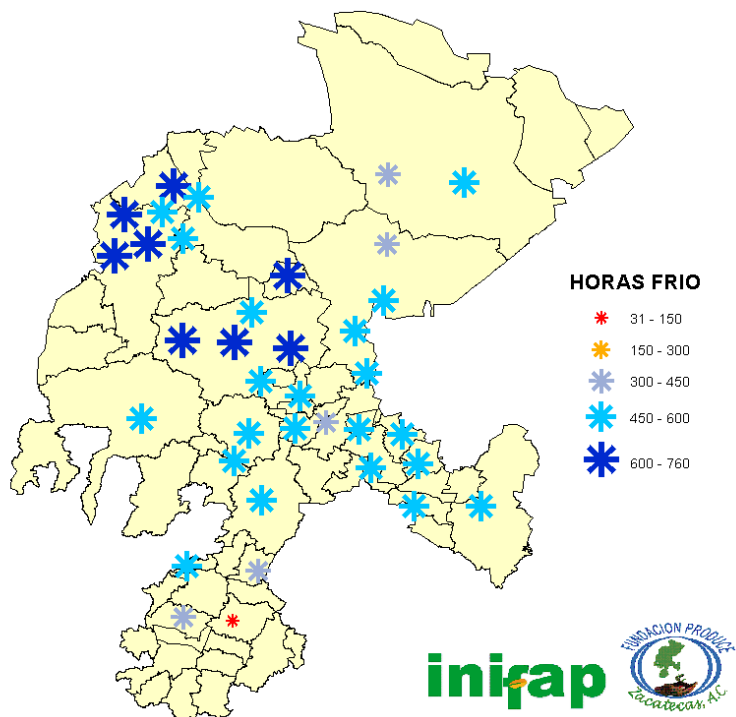 HORAS FRIO
31 - 150
150 - 300
300 - 450
450 - 600
600 - 760
inifap
FUNDACION PRODUCE
Zacatecas, A.C